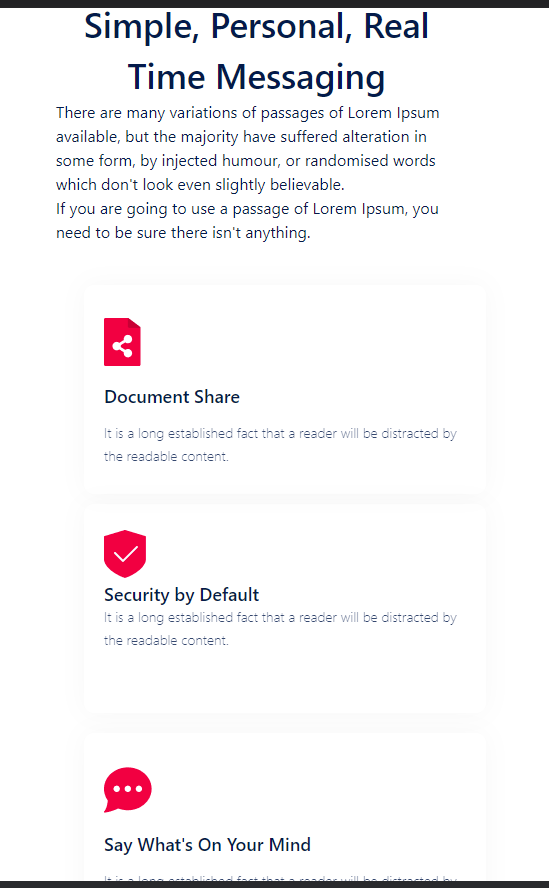 Simple, Personal, Real
Time Messaging
There are many variations of passages of Lorem Ipsum
available, but the majority have suffered alteration in
some form, by injected humour, or randomised words
which don't look even slightly believable.
If you are going to use a passage of Lorem Ipsum, you
need to be sure there isn't anything.
Document Share
It is a long established fact that a reader will be distracted by
the readable content.
Security by Default
It is a long established fact that a reader will be distracted by
the readable content.
Say What's On Your Mind
It is a long established fact that a reader will be distracted by